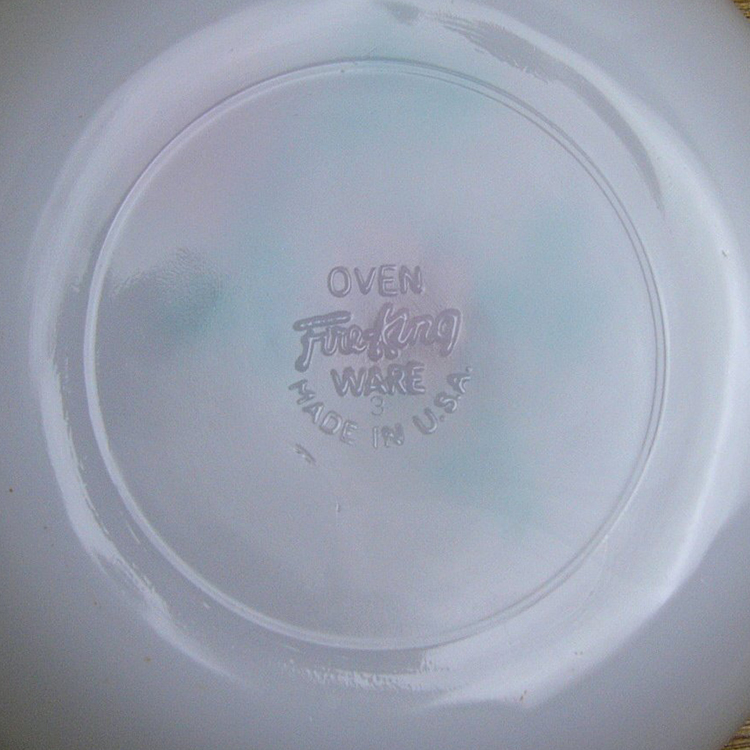 OVEN
Fire-King
WARE
3
MADE IN U.S.A.